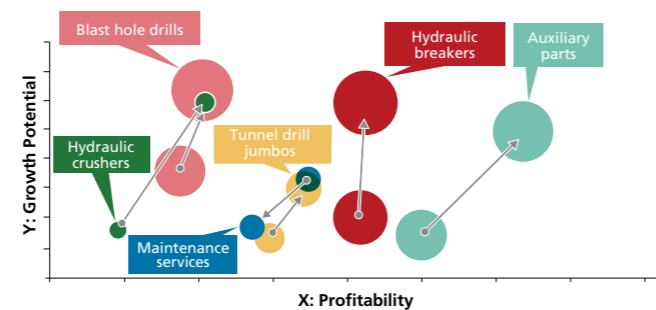 Blast hole drills
Hydraulic
breakers
Auxiliary
parts
Tunnel drill
jumbos
Hydraulic
crushers
Maintenance
services
Y: Growth Potential
X: Profitability